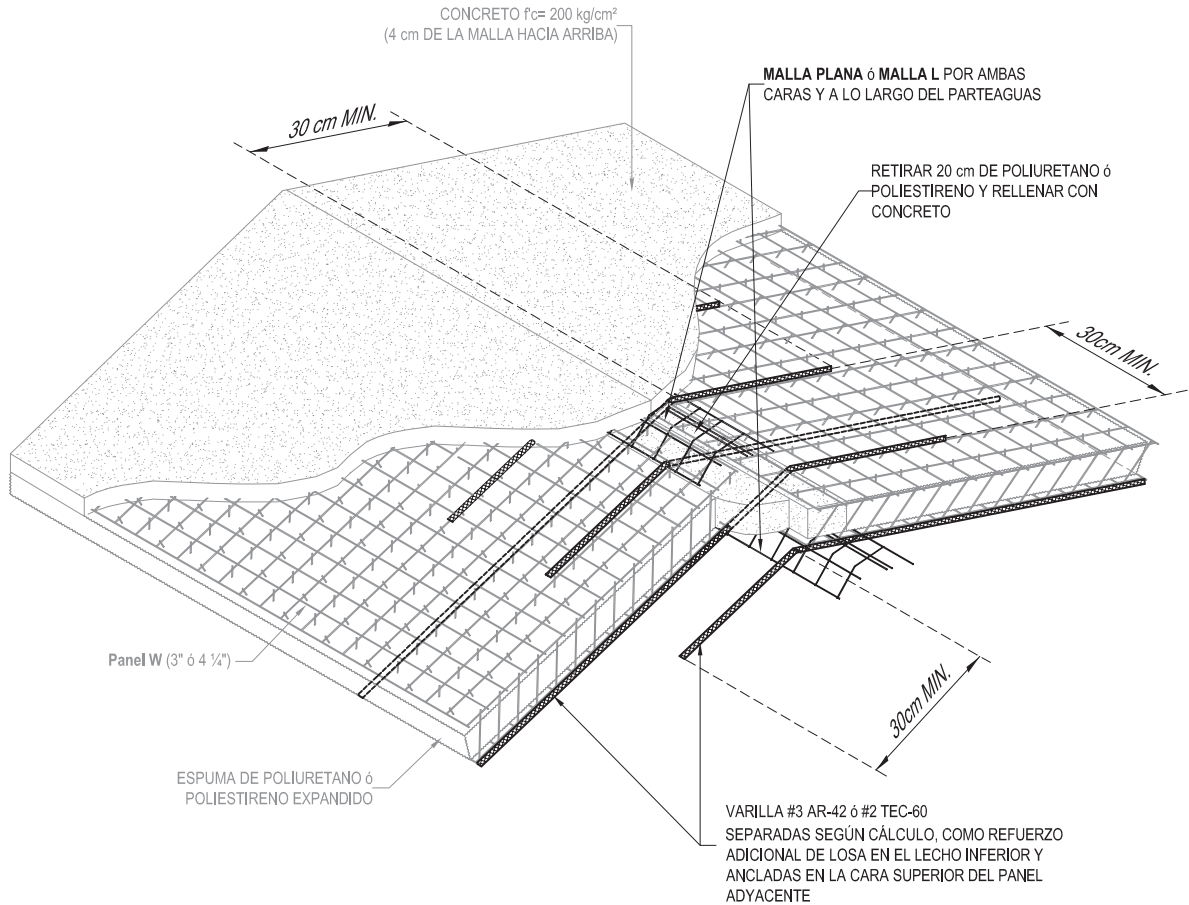 CONCRETO f'c= 200 kg/cm²
(4 cm DE LA MALLA HACIA ARRIBA)
MALLA PLANA ó MALLA L POR AMBAS
CARAS Y A LO LARGO DEL PARTEAGUAS
30 cm MIN.
RETIRAR 20 cm DE POLIURETANO ó
POLIESTIRENO Y RELLENAR CON
CONCRETO
30cm MIN.
Panel W (3" ó 4 ¼")
30cm MIN.
ESPUMA DE POLIURETANO ó
POLIESTIRENO EXPANDIDO
VARILLA #3 AR-42 ó #2 TEC-60
SEPARADAS SEGÚN CÁLCULO, COMO REFUERZO
ADICIONAL DE LOSA EN EL LECHO INFERIOR Y
ANCLADAS EN LA CARA SUPERIOR DEL PANEL
ADYACENTE